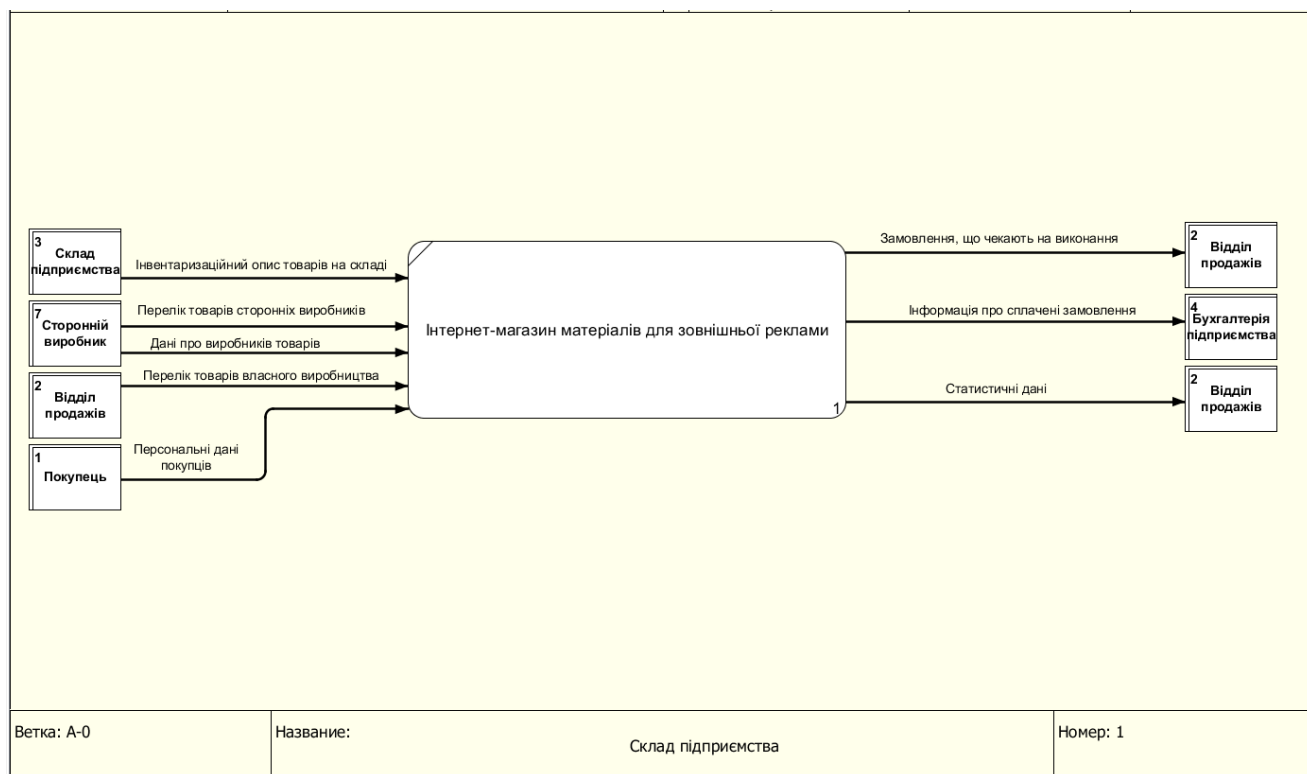 3
Склад
підприємства
Інвентаризаційний опис товарів на складі
7
Сторонній
виробник
Перелік товарів сторонніх виробників
Дані про виробників товарів
2
Відділ
продажів
Перелік товарів власного виробництва
1
Покупець
Персональні дані
покупців
Інтернет-магазин матеріалів для зовнішньої реклами
1
Замовлення, що чекають на виконання
2
Відділ
продажів
Інформація про сплачені замовлення
4
Бухгалтерія
підприємства
Статистичні дані
2
Відділ
продажів
Ветка: A-0
Название:
Склад підприємства
Номер: 1